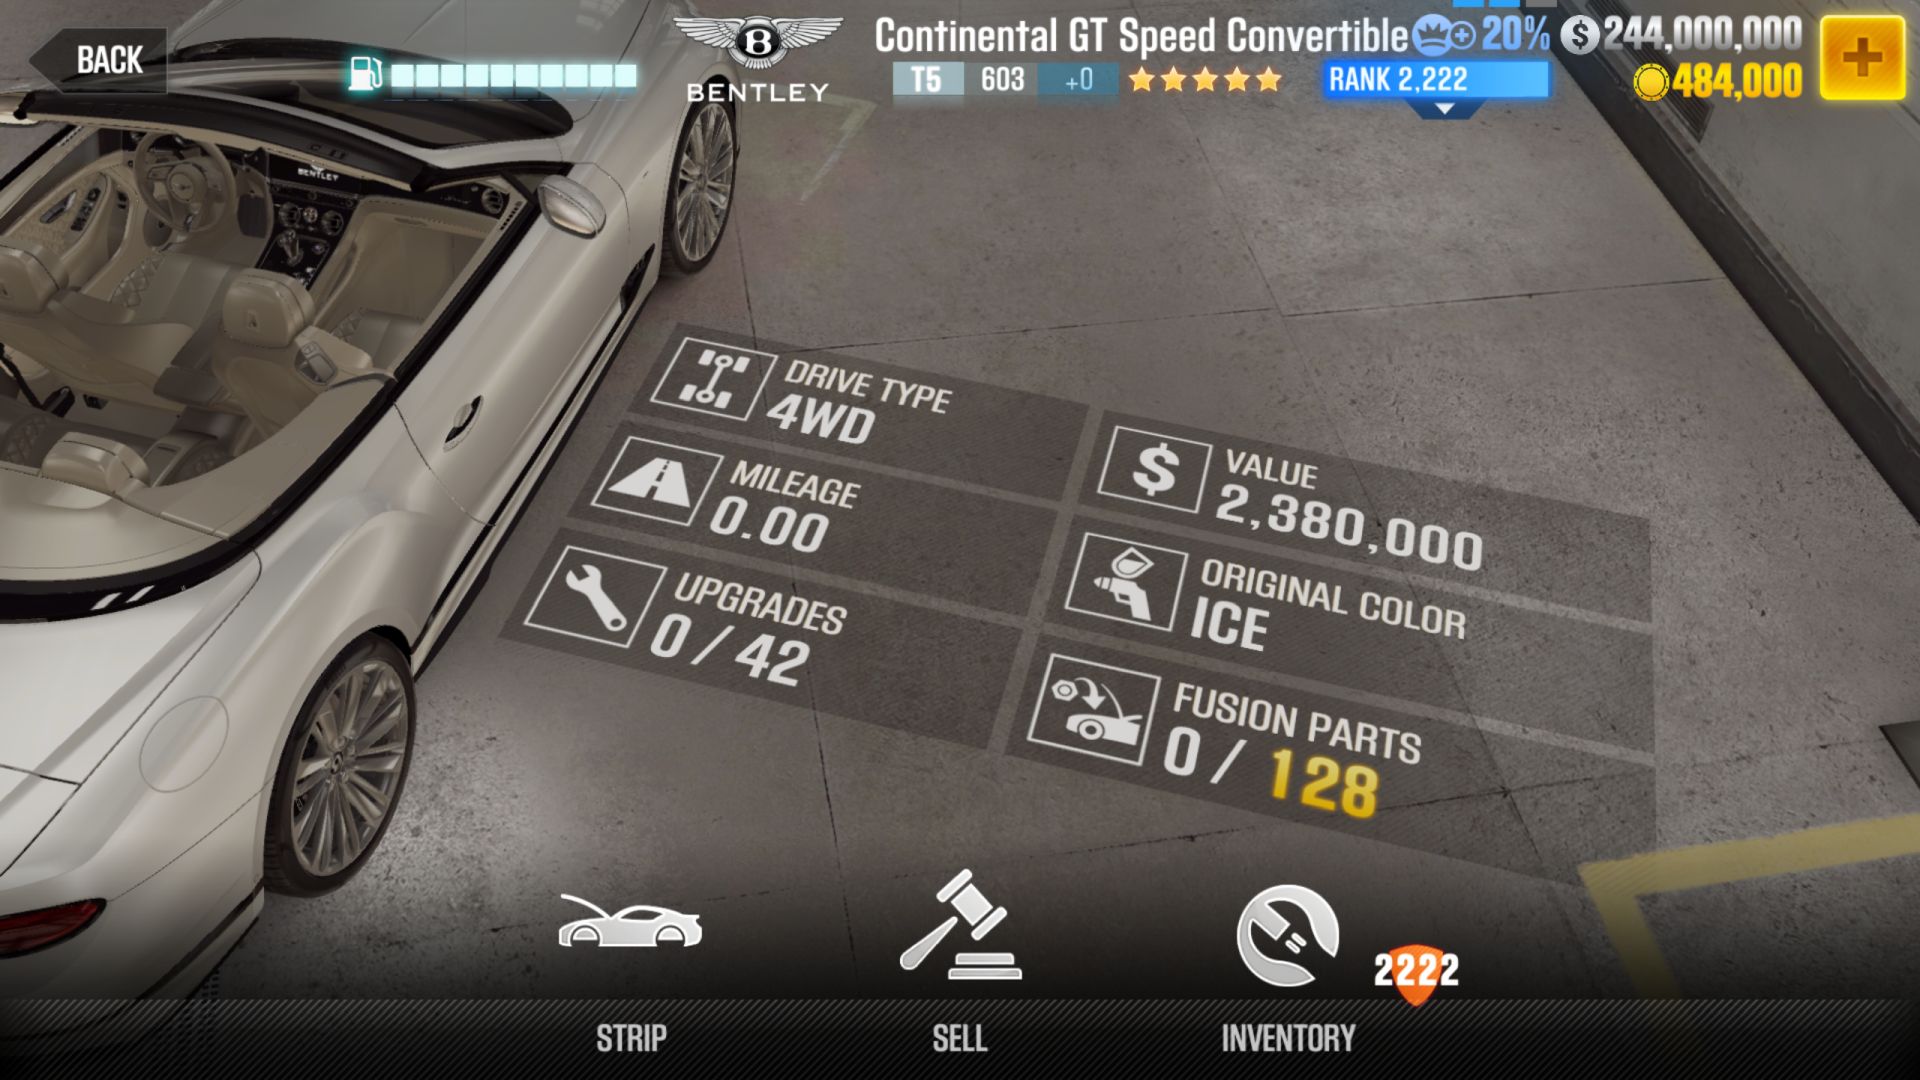 BACK
BENTLEY
Continental GT Speed Convertible
20%
$ 244,000,000
T5 603 +0
RANK 2,222
484,000
BENTLEY
DRIVE TYPE
4WD
MILEAGE
0.00
UPGRADES
0 / 42
$ VALUE
2,380,000
ORIGINAL COLOR
ICE
FUSION PARTS
0 / 128
2222
STRIP
SELL
INVENTORY